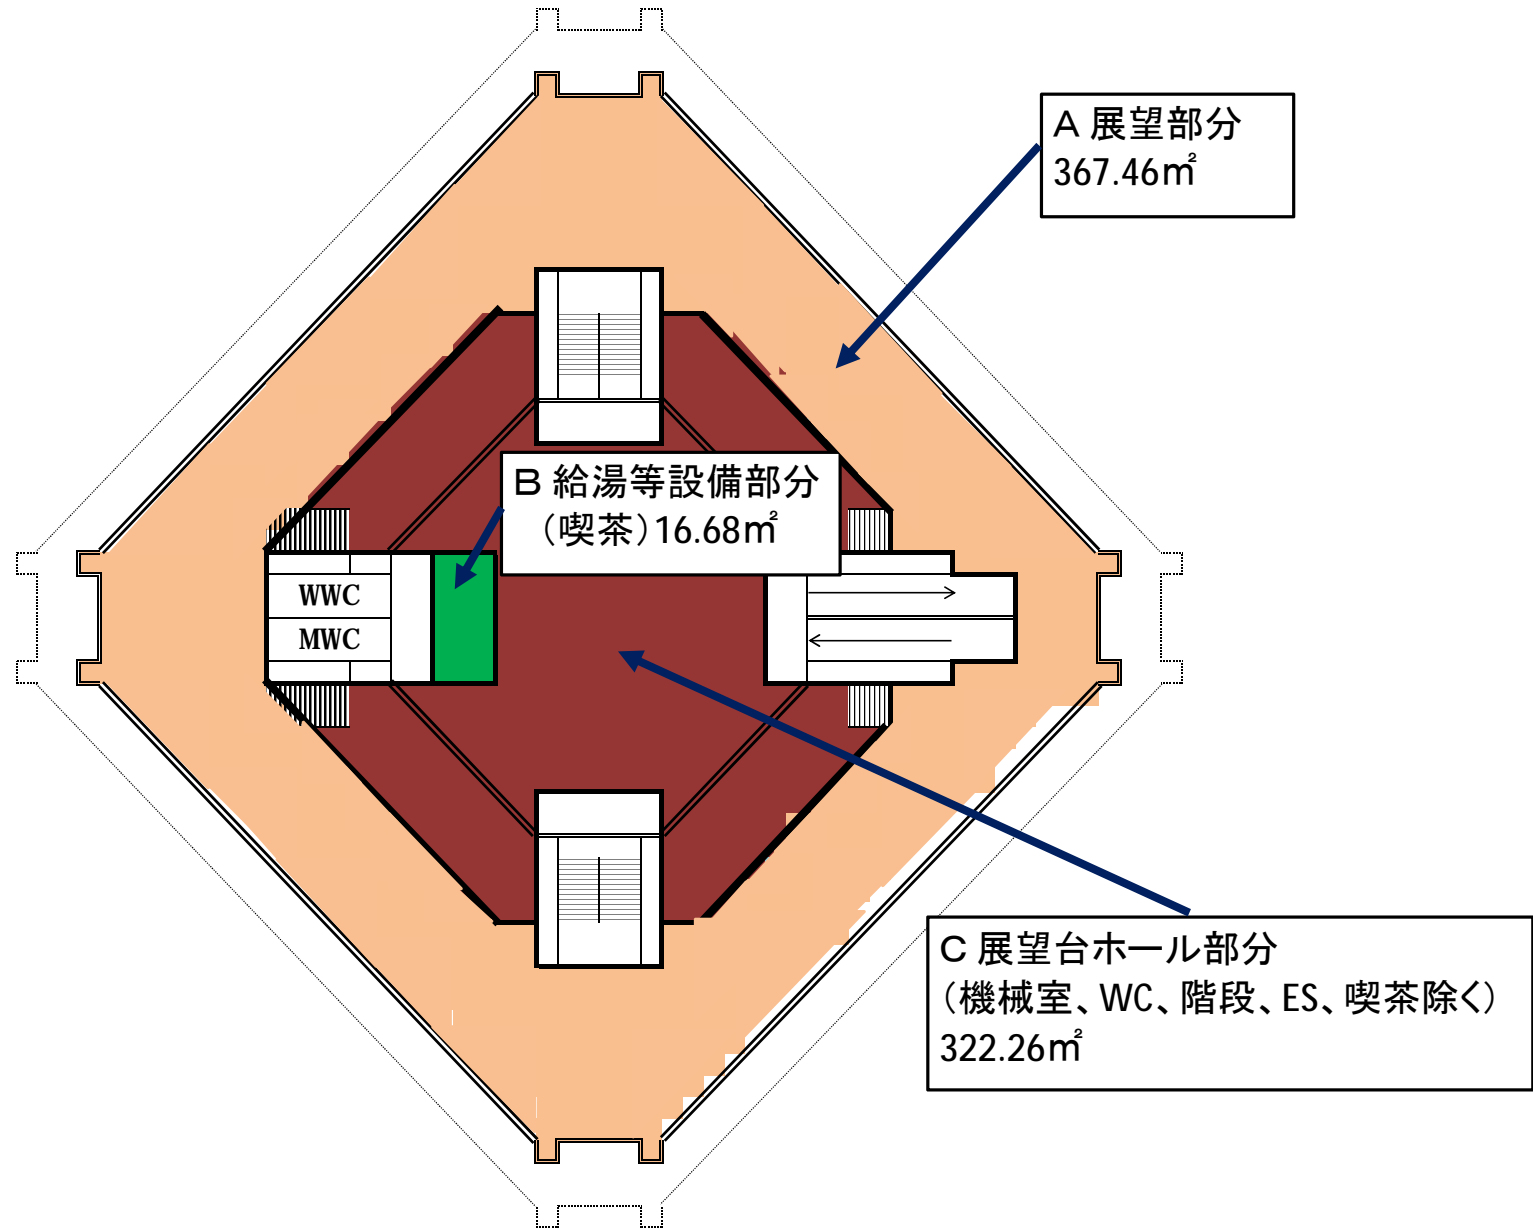 A 展望部分
367.46㎡
B 給湯等設備部分
（喫茶）16.68㎡
WWC
MWC
C 展望台ホール部分
（機械室、WC、階段、ES、喫茶除く）
322.26㎡